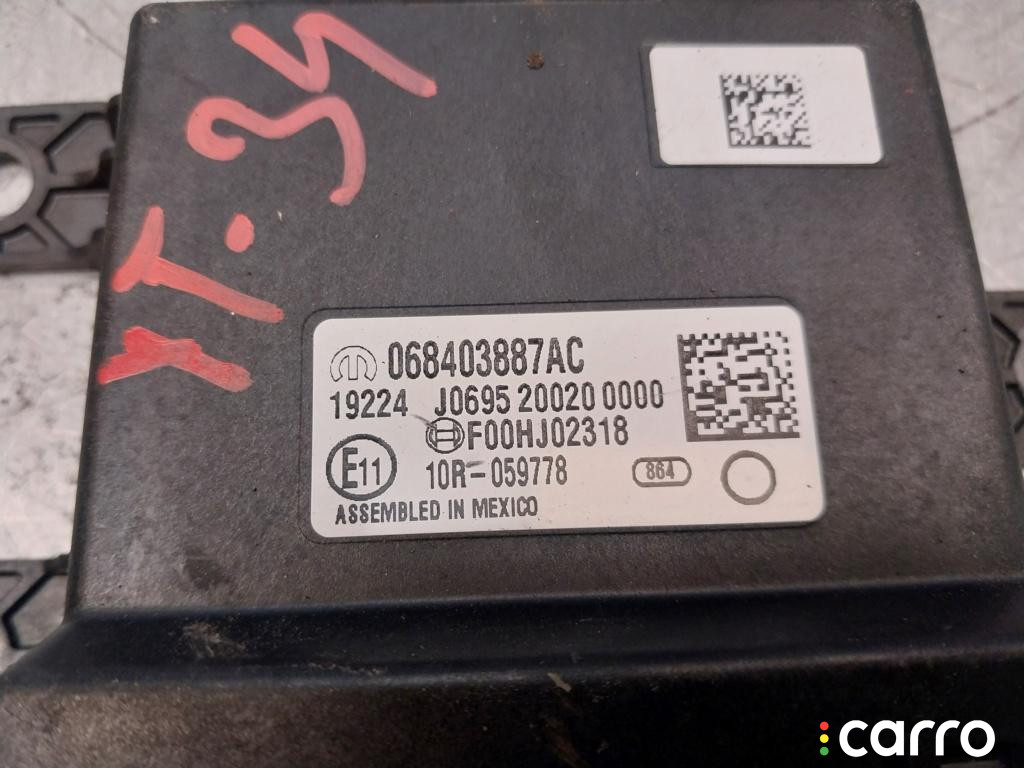 YT.34
068403887AC
19224 J0695 20020 0000
F00HJ02318
E11 10R-059778 864
ASSEMBLED IN MEXICO
carro